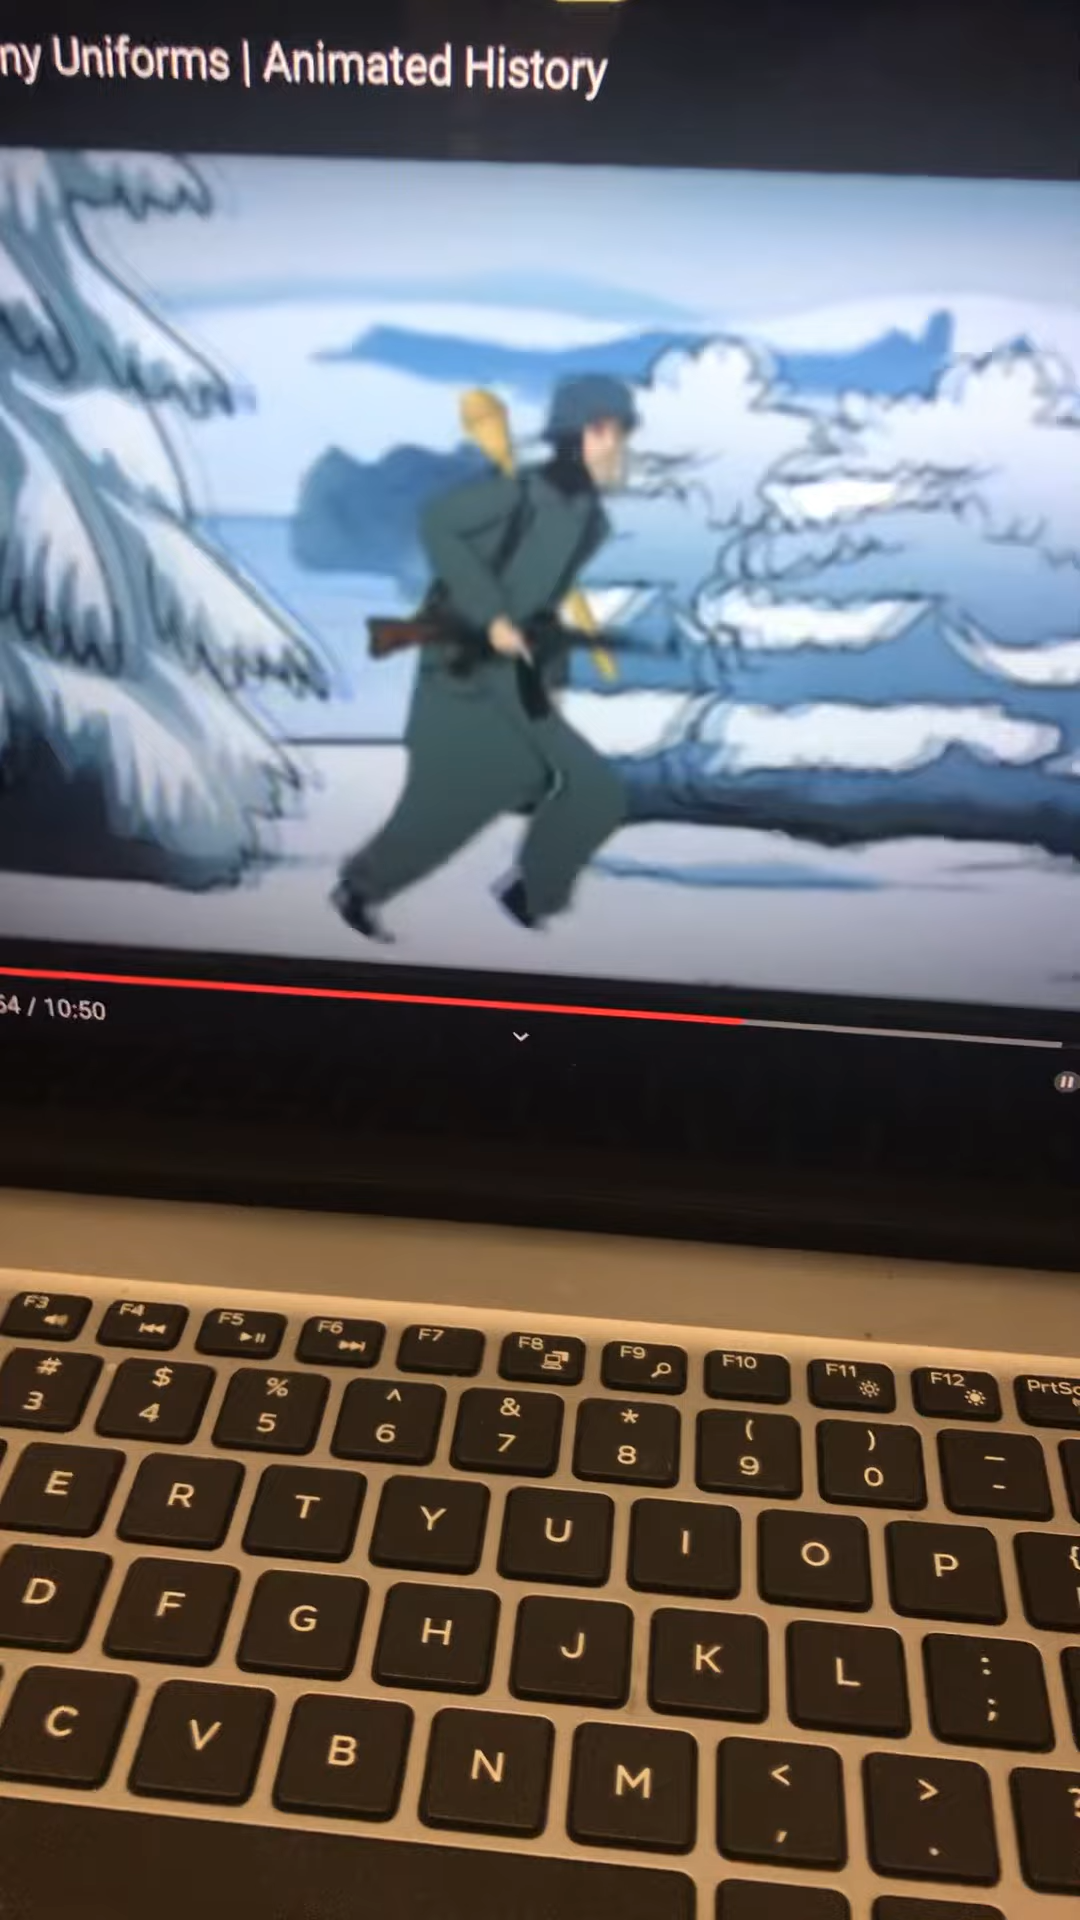 ny Uniforms | Animated History
54 / 10:50
F3 F4 F5 F6 F7 F8 F9 F10 F11 F12 PrtSc
# $ % ^ & * ( ) _
3 4 5 6 7 8 9 0 -
E R T Y U I O P {
D F G H J K L : ;
C V B N M < , > . ?